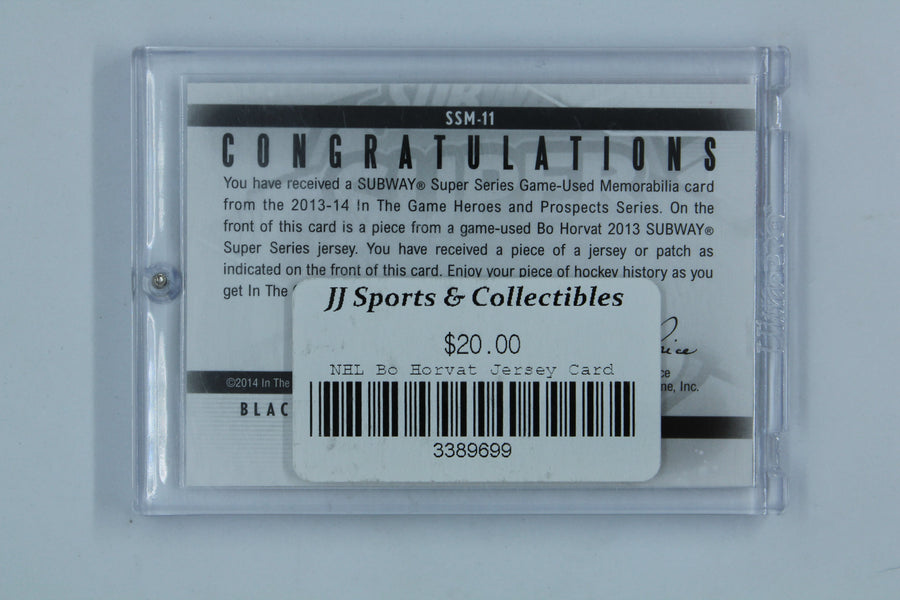 SSM-11
CONGRATULATIONS
You have received a SUBWAY® Super Series Game-Used Memorabilia card
from the 2013-14 In The Game Heroes and Prospects Series. On the
front of this card is a piece from a game-used Bo Horvat 2013 SUBWAY®
Super Series jersey. You have received a piece of a jersey or patch as
indicated on the front of this card. Enjoy your piece of hockey history as you
get In The
JJ Sports & Collectibles
$20.00
NHL Bo Horvat Jersey Card
3389699
©2014 In The
Inc.
BLAC